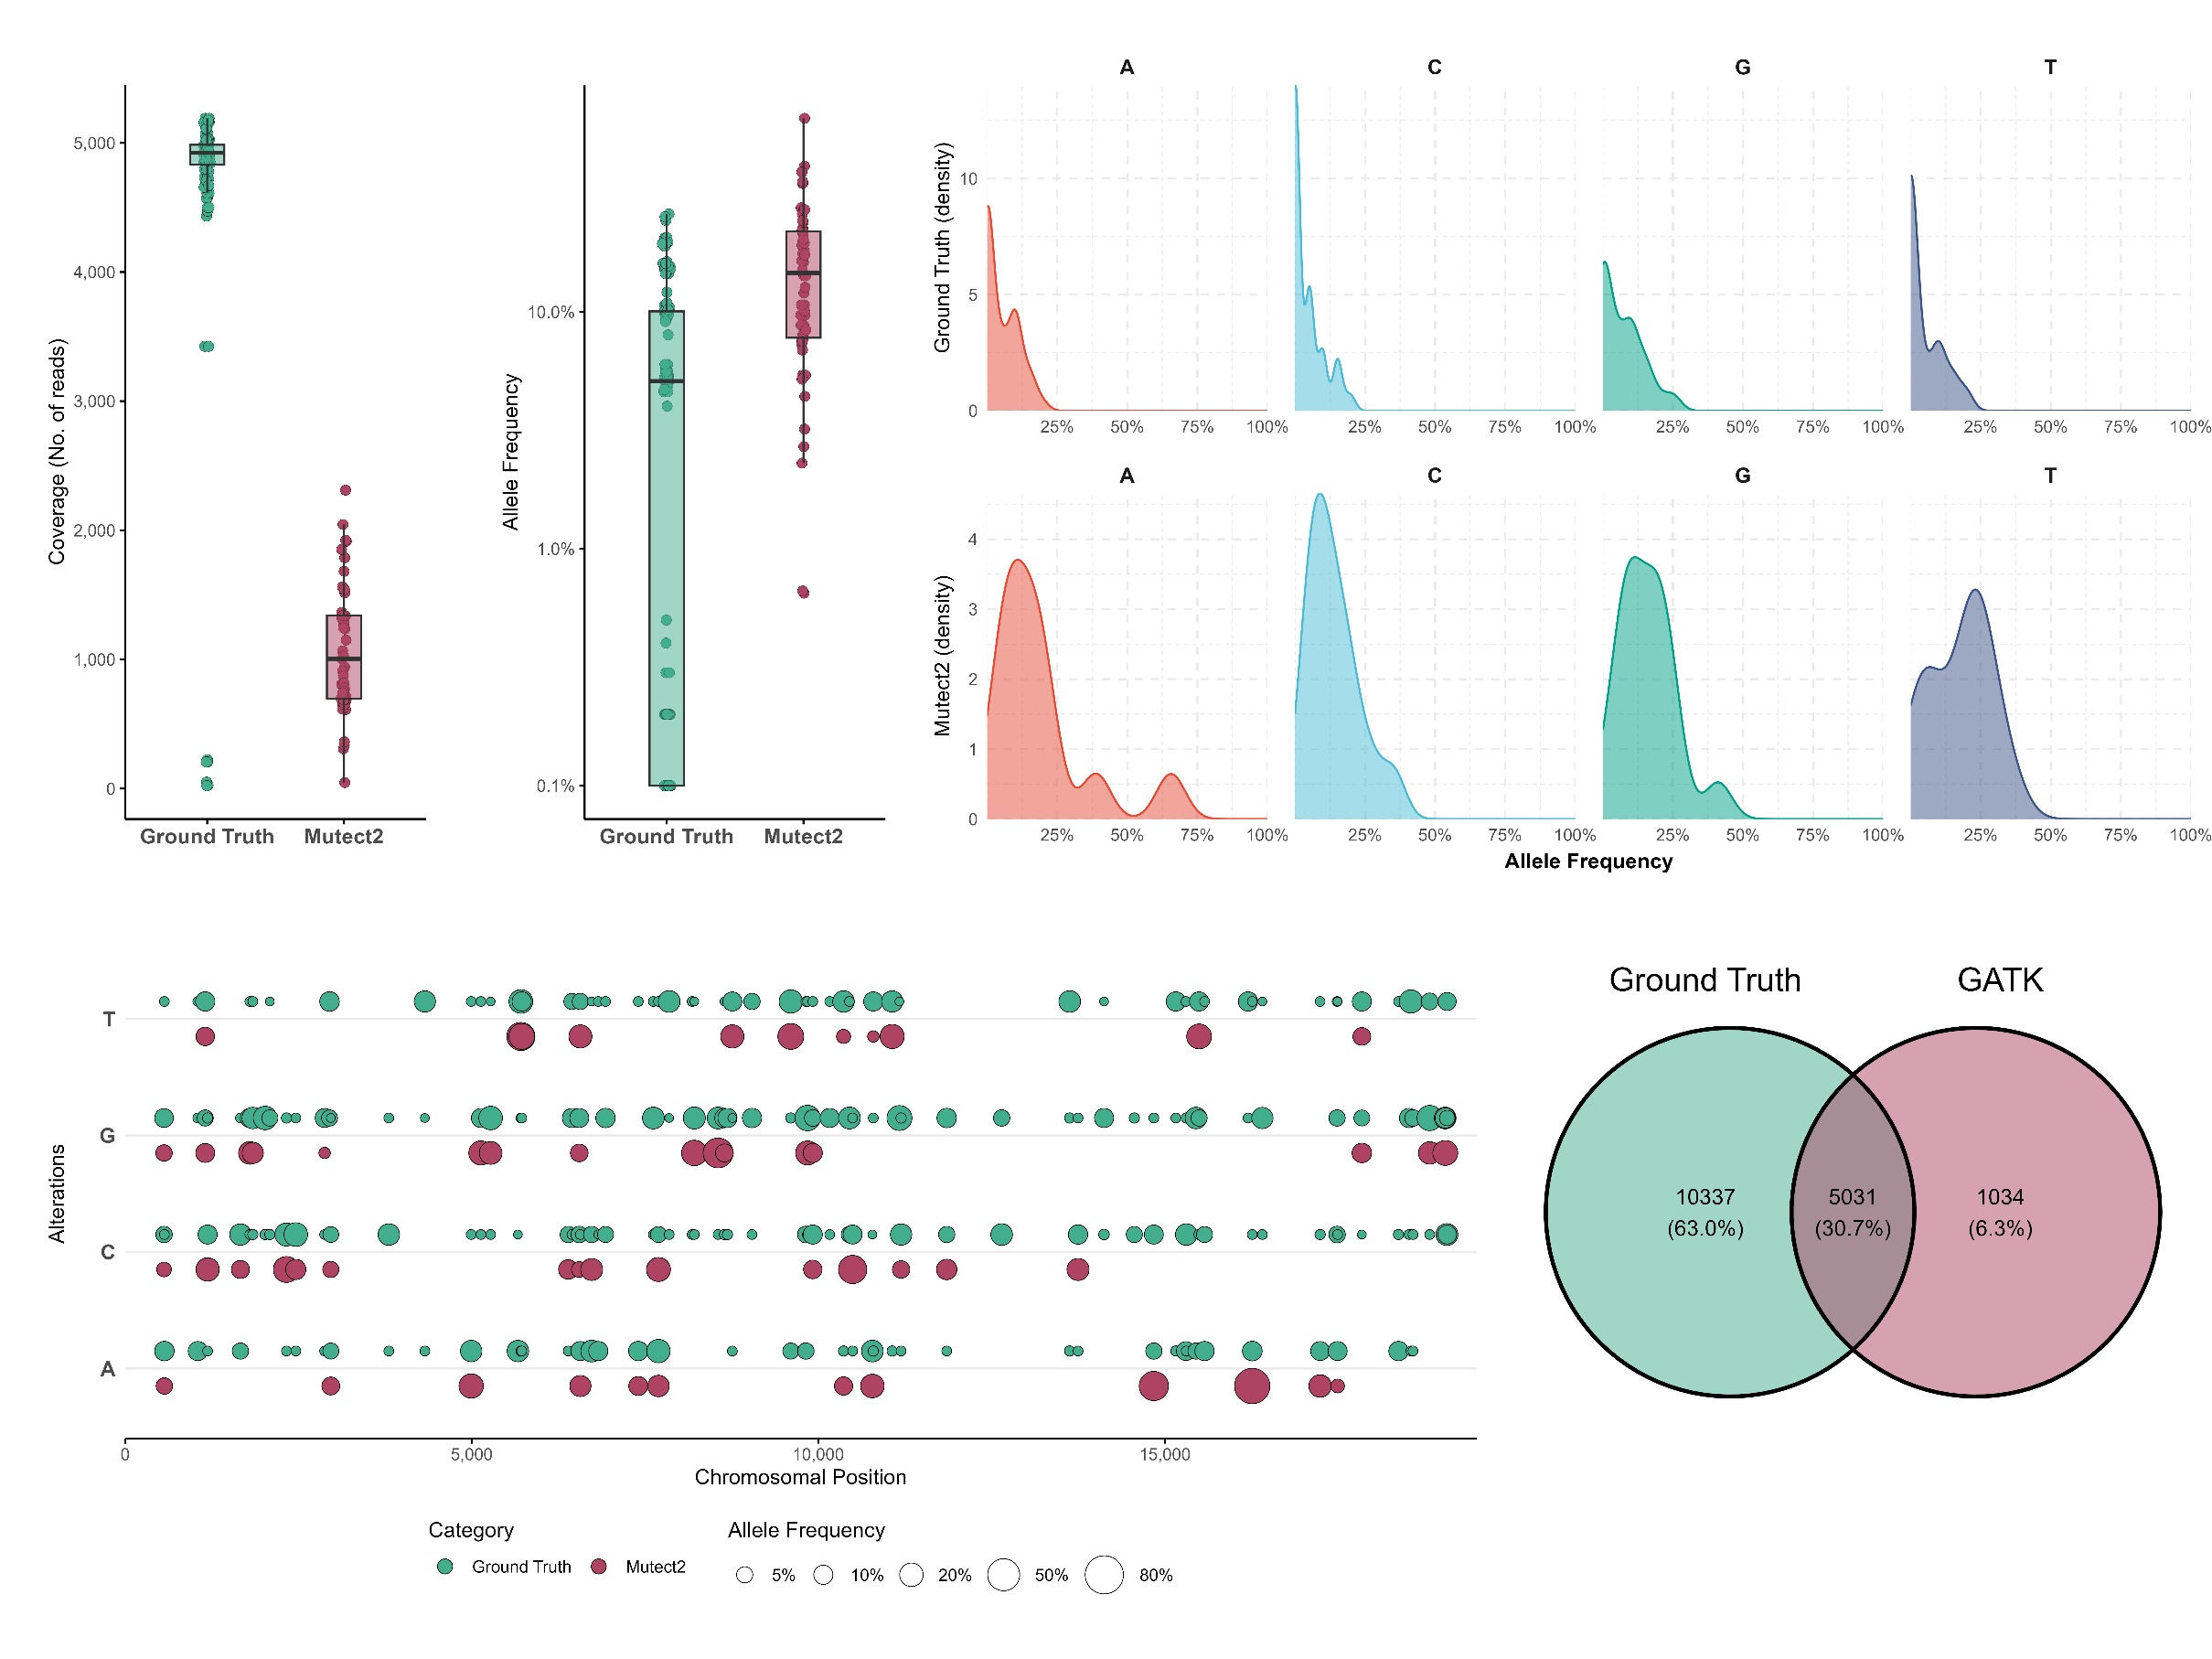 Coverage (No. of reads)
5,000
4,000
3,000
2,000
1,000
0
Ground Truth
Mutect2
Allele Frequency
10.0%
1.0%
0.1%
Ground Truth
Mutect2
A
C
G
T
Ground Truth (density)
10
5
0
25% 50% 75% 100%
25% 50% 75% 100%
25% 50% 75% 100%
25% 50% 75% 100%
A
C
G
T
Mutect2 (density)
4
3
2
1
0
25% 50% 75% 100%
25% 50% 75% 100%
25% 50% 75% 100%
25% 50% 75% 100%
Allele Frequency
Alterations
T
G
C
A
0 5,000 10,000 15,000
Chromosomal Position
Category
Ground Truth Mutect2
Allele Frequency
5% 10% 20% 50% 80%
Ground Truth
GATK
10337
(63.0%)
5031
(30.7%)
1034
(6.3%)